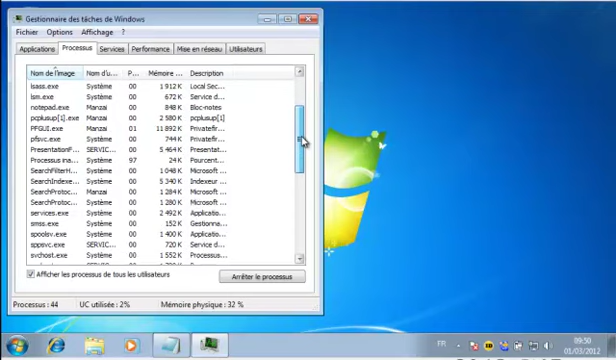 Gestionnaire des tâches de Windows
Fichier Options Affichage ?
Applications Processus Services Performance Mise en réseau Utilisateurs
Nom de l'image Nom d'u... P... Mémoire ... Description
lsass.exe Système 00 1 912 K Local Sec...
lsm.exe Système 00 672 K Service d...
notepad.exe Manzai 00 848 K Bloc-notes
pcplusup[1].exe Manzai 00 2 580 K pcplusup[1]
PFGUI.exe Manzai 01 11 892 K Privatefir...
pfsvc.exe Système 00 744 K Privatefir...
PresentationF... SERVIC... 00 5 464 K Presentat...
Processus ina... Système 97 24 K Pourcent...
SearchFilterH... Système 00 1 048 K Microsoft ...
SearchIndexe... Système 00 5 340 K Indexeur ...
SearchProtoc... Manzai 00 1 284 K Microsoft ...
SearchProtoc... Système 00 1 280 K Microsoft ...
services.exe Système 00 2 492 K Applicatio...
smss.exe Système 00 152 K Gestionna...
spoolsv.exe Système 00 1 400 K Applicatio...
sppsvc.exe SERVIC... 00 720 K Service d...
svchost.exe Système 00 Processus...
Afficher les processus de tous les utilisateurs Arrêter le processus
Processus : 44 UC utilisée : 2% Mémoire physique : 32 %
FR 09:50
01/03/2012